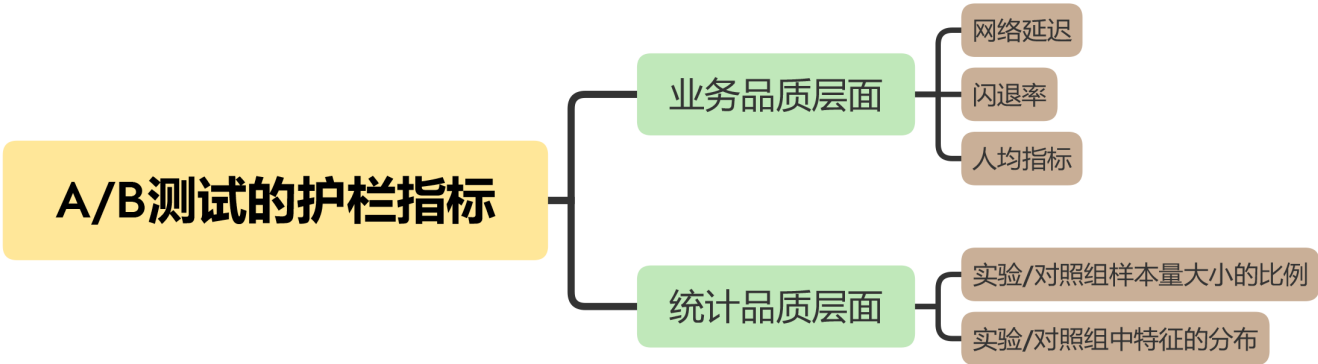 A/B测试的护栏指标
业务品质层面
网络延迟
闪退率
人均指标
统计品质层面
实验/对照组样本量大小的比例
实验/对照组中特征的分布